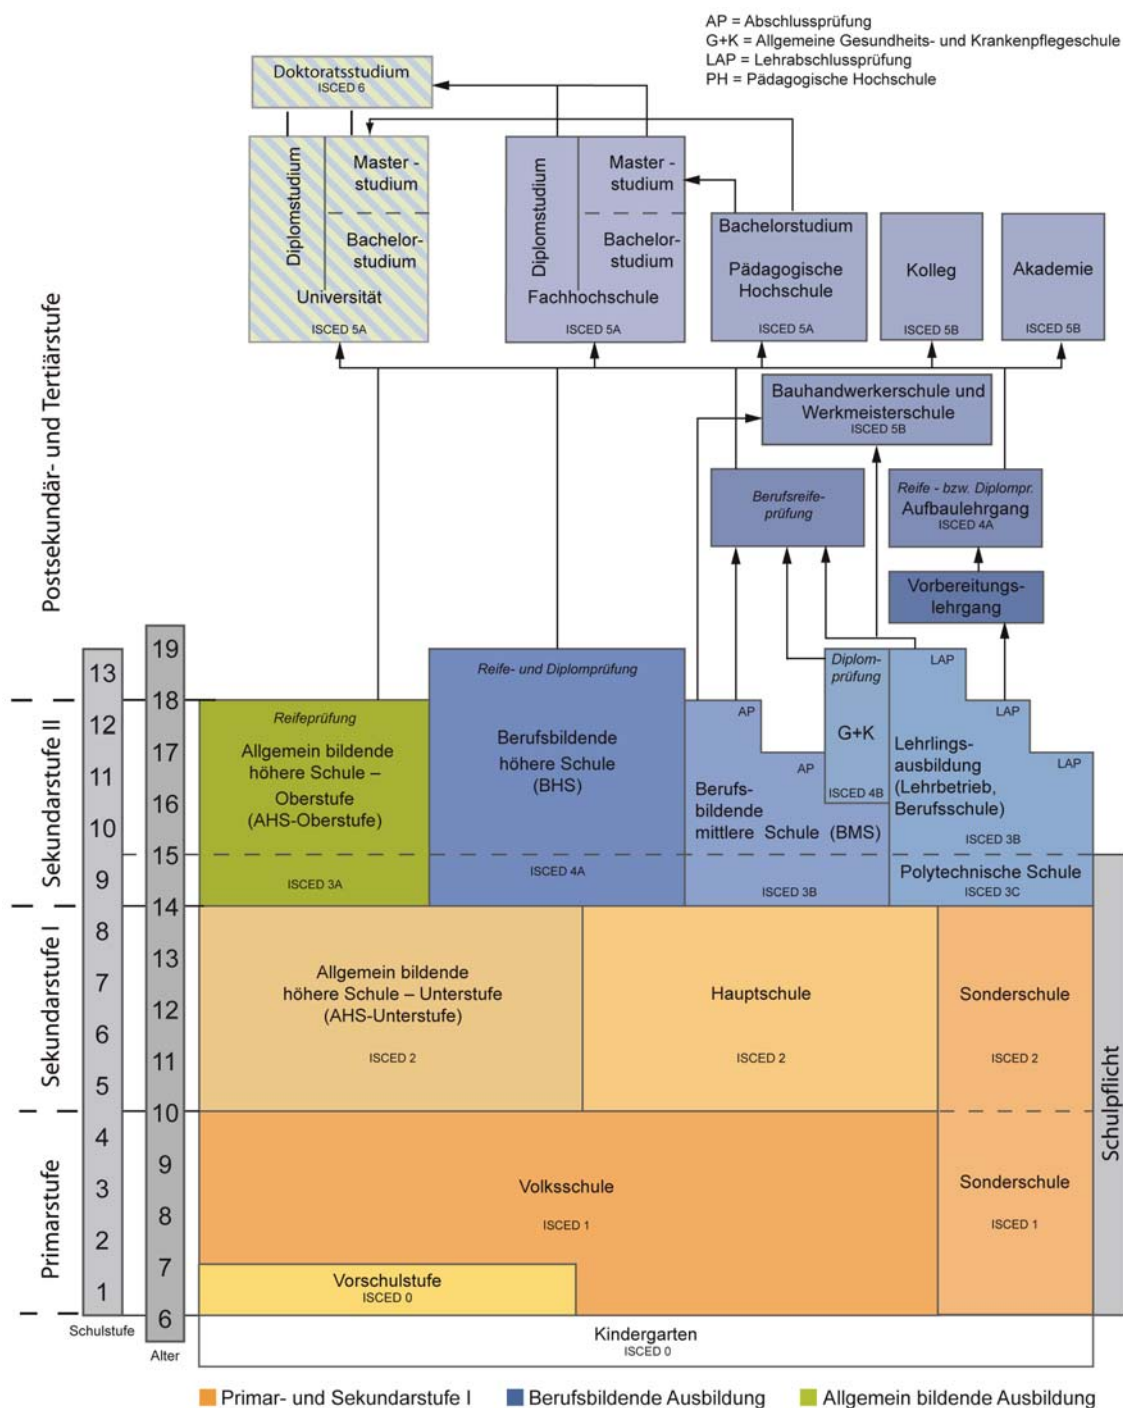 AP = Abschlussprüfung
G+K = Allgemeine Gesundheits- und Krankenpflegeschule
LAP = Lehrabschlussprüfung
PH = Pädagogische Hochschule
Doktoratsstudium
ISCED 6
Diplomstudium
Master -
studium
Bachelor-
studium
Universität
ISCED 5A
Diplomstudium
Master -
studium
Bachelor-
studium
Fachhochschule
ISCED 5A
Bachelorstudium
Pädagogische
Hochschule
ISCED 5A
Kolleg
ISCED 5B
Akademie
ISCED 5B
Bauhandwerkerschule und
Werkmeisterschule
ISCED 5B
Berufsreife-
prüfung
Reife - bzw. Diplompr.
Aufbaulehrgang
ISCED 4A
Vorbereitungs-
lehrgang
Postsekundär- und Tertiärstufe
Sekundarstufe II
Sekundarstufe I
Primarstufe
13
12
11
10
9
8
7
6
5
4
3
2
1
Schulstufe
19
18
17
16
15
14
13
12
11
10
9
8
7
6
Alter
Reifeprüfung
Allgemein bildende
höhere Schule –
Oberstufe
(AHS-Oberstufe)
ISCED 3A
Reife- und Diplomprüfung
Berufsbildende
höhere Schule
(BHS)
ISCED 4A
AP
AP
Berufs-
bildende
mittlere Schule (BMS)
ISCED 3B
Diplom-
prüfung
G+K
ISCED 4B
LAP
LAP
LAP
Lehrlings-
ausbildung
(Lehrbetrieb,
Berufsschule)
ISCED 3B
Polytechnische Schule
ISCED 3C
Allgemein bildende
höhere Schule – Unterstufe
(AHS-Unterstufe)
ISCED 2
Hauptschule
ISCED 2
Sonderschule
ISCED 2
Schulpflicht
Volksschule
ISCED 1
Sonderschule
ISCED 1
Vorschulstufe
ISCED 0
Kindergarten
ISCED 0
Primar- und Sekundarstufe I
Berufsbildende Ausbildung
Allgemein bildende Ausbildung